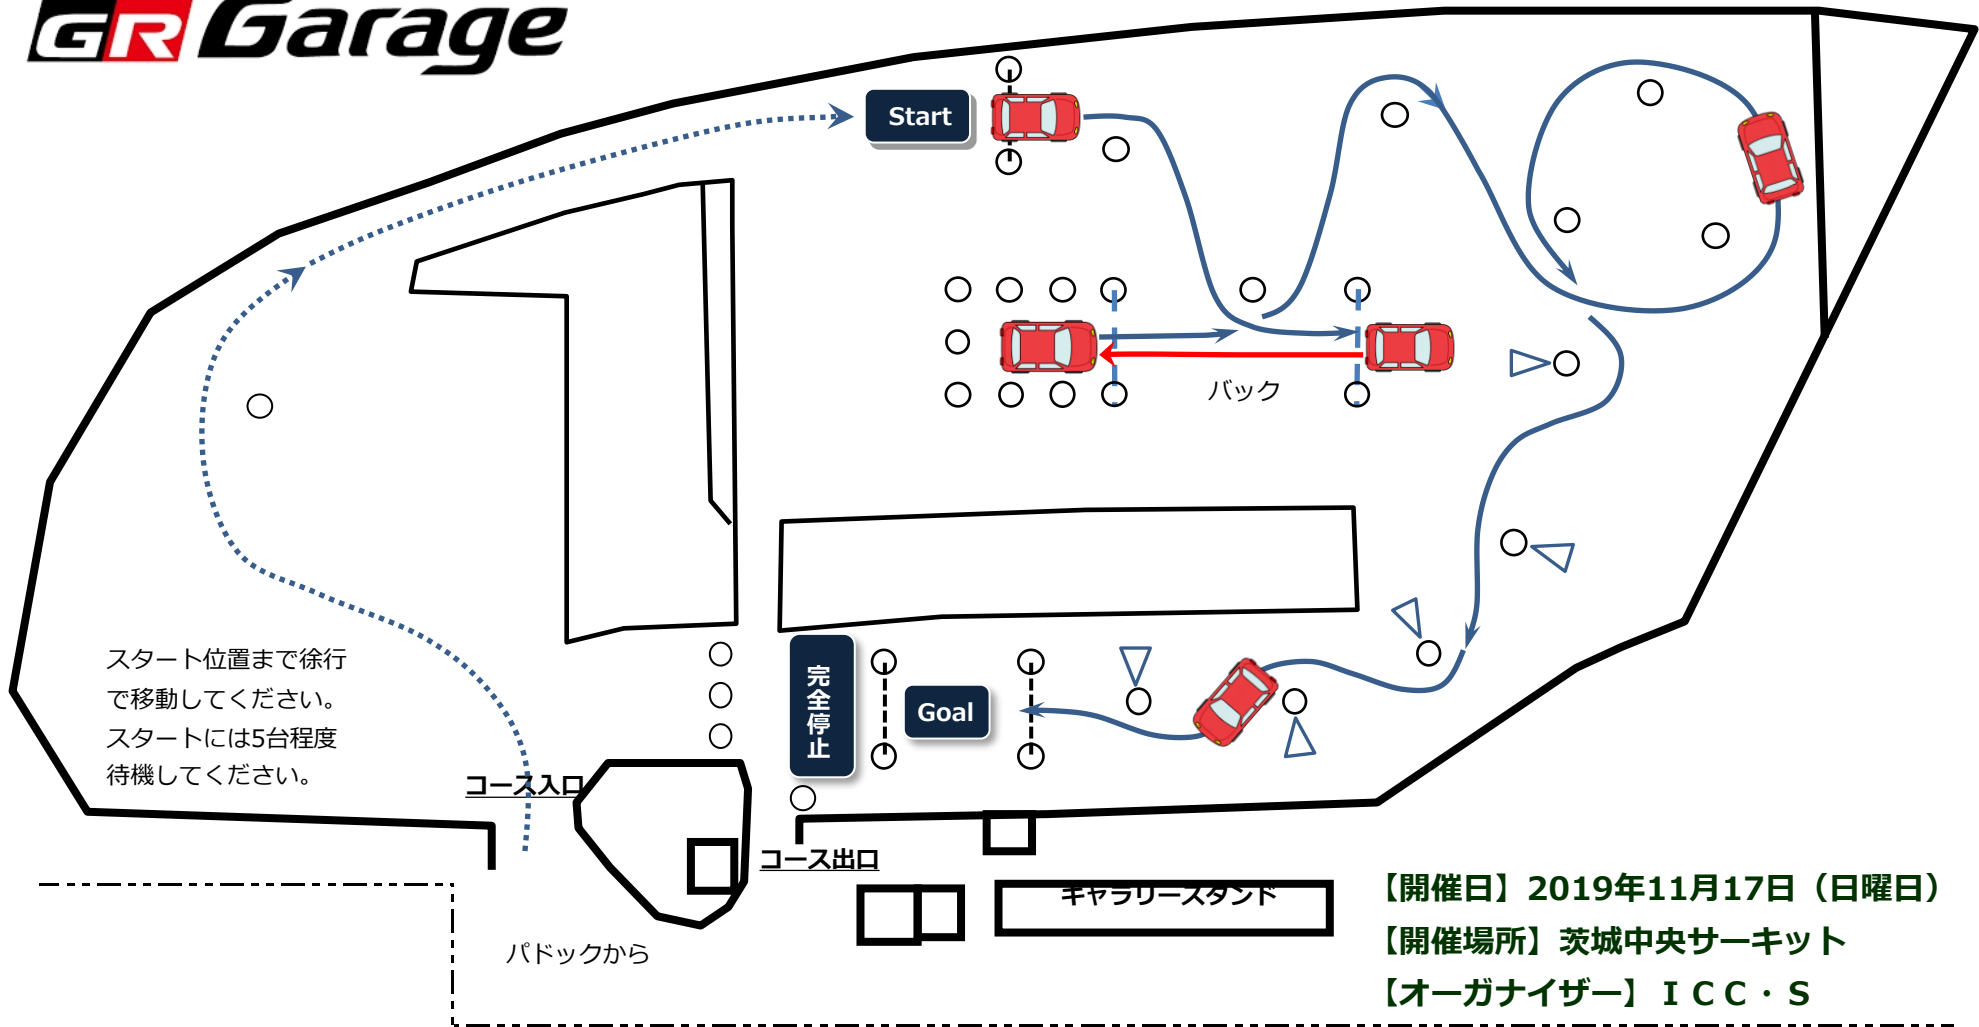 GR Garage
Start
バック
スタート位置まで徐行
で移動してください。
スタートには5台程度
待機してください。
完全停止
Goal
コース入口
コース出口
ギャラリースタンド
パドックから
【開催日】2019年11月17日（日曜日）
【開催場所】茨城中央サーキット
【オーガナイザー】ＩＣＣ・Ｓ